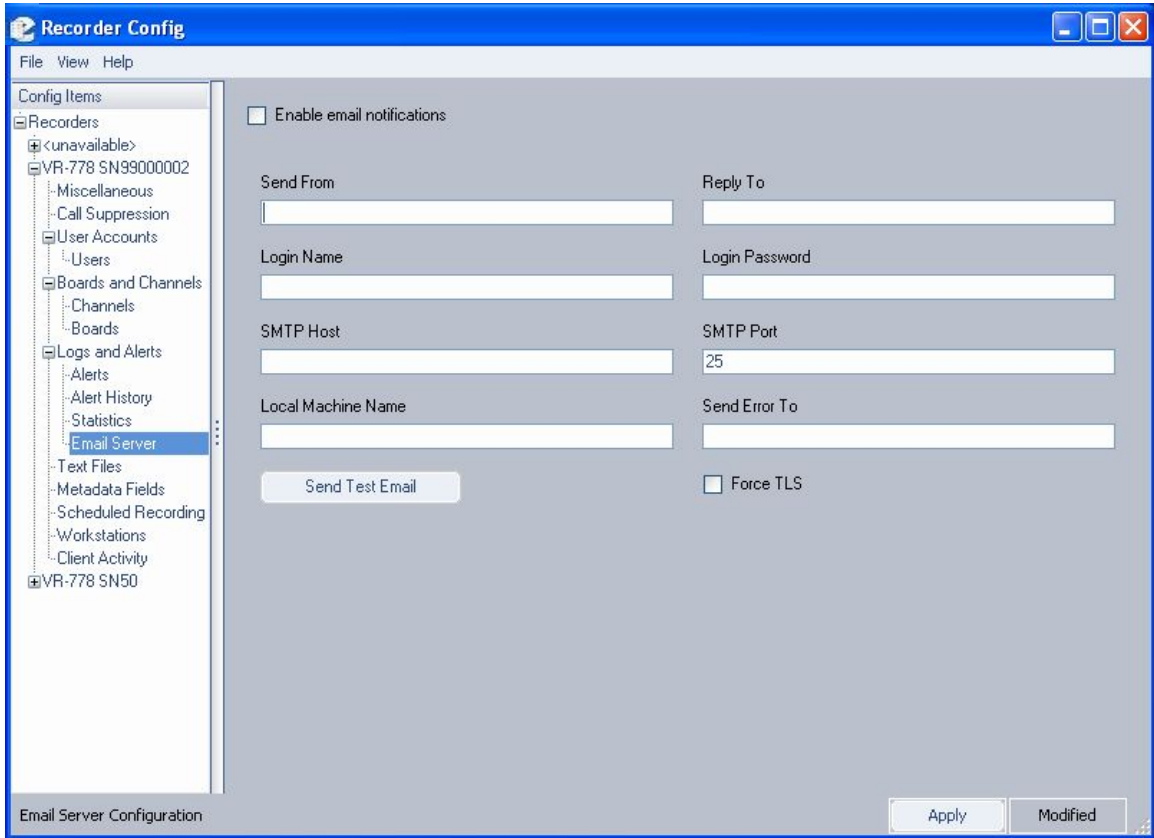 Recorder Config
File View Help
Config Items
Recorders
<unavailable>
VR-778 SN99000002
Miscellaneous
Call Suppression
User Accounts
Users
Boards and Channels
Channels
Boards
Logs and Alerts
Alerts
Alert History
Statistics
Email Server
Text Files
Metadata Fields
Scheduled Recording
Workstations
Client Activity
VR-778 SN50
Enable email notifications
Send From
Reply To
Login Name
Login Password
SMTP Host
SMTP Port
25
Local Machine Name
Send Error To
Send Test Email
Force TLS
Email Server Configuration
Apply
Modified